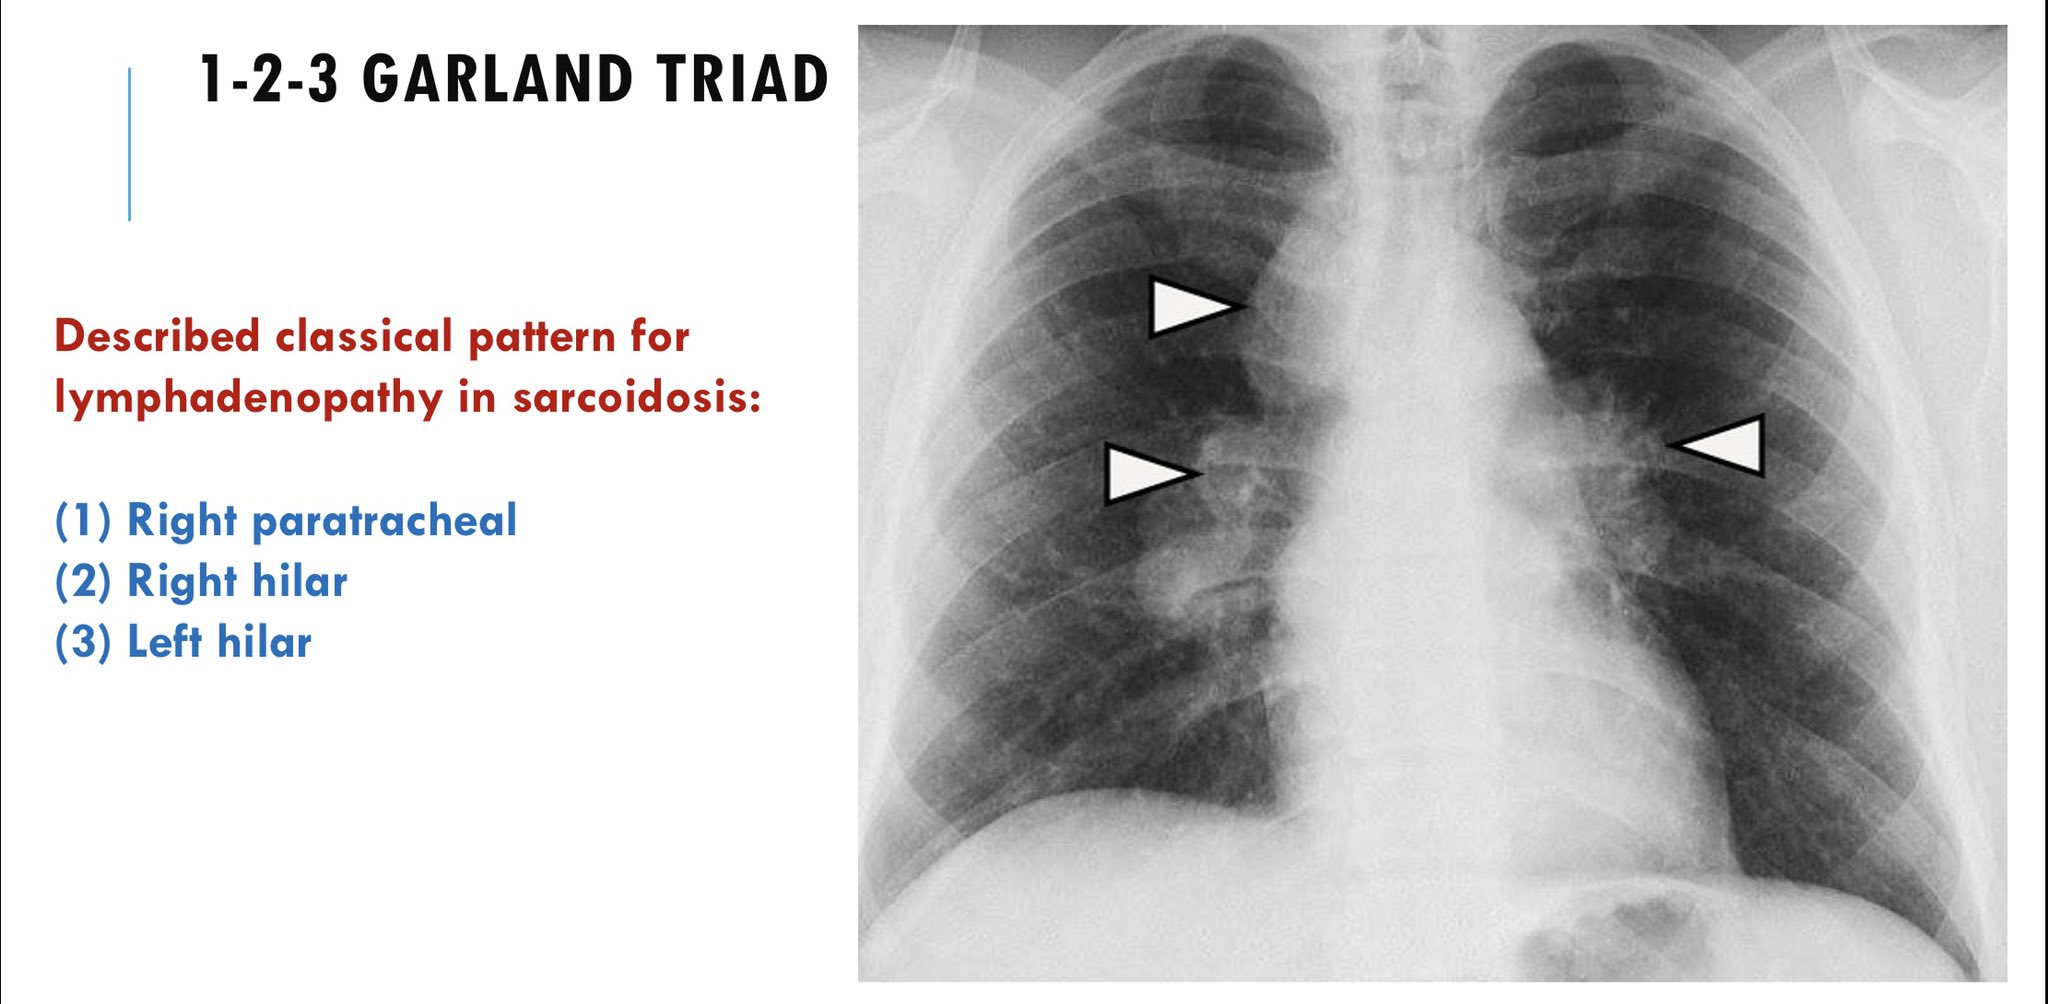 1-2-3 GARLAND TRIAD
Described classical pattern for
lymphadenopathy in sarcoidosis:
(1) Right paratracheal
(2) Right hilar
(3) Left hilar